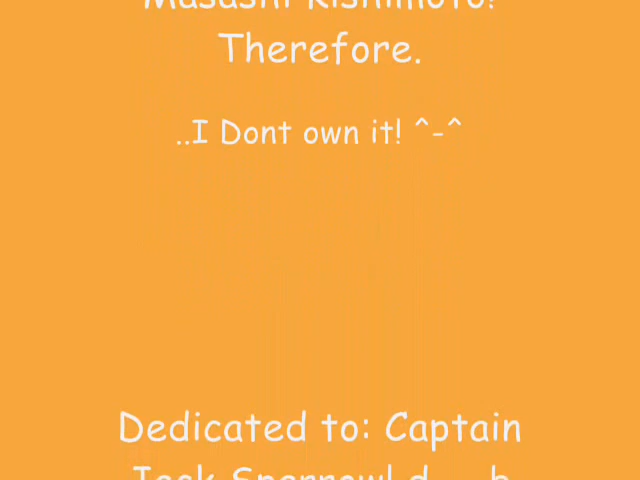 Masashi Kishimoto!
Therefore.
..I Dont own it! ^-^
Dedicated to: Captain
Jack Sparrow! d
b